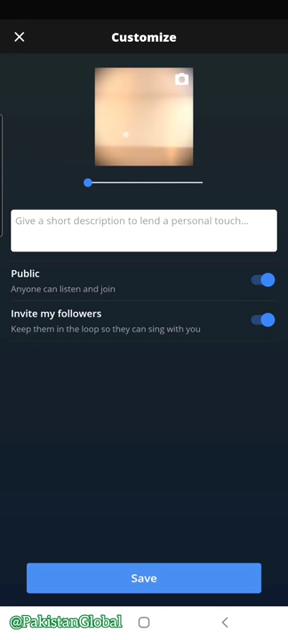 Customize
Give a short description to lend a personal touch...
Public
Anyone can listen and join
Invite my followers
Keep them in the loop so they can sing with you
Save
@PakistanGlobal